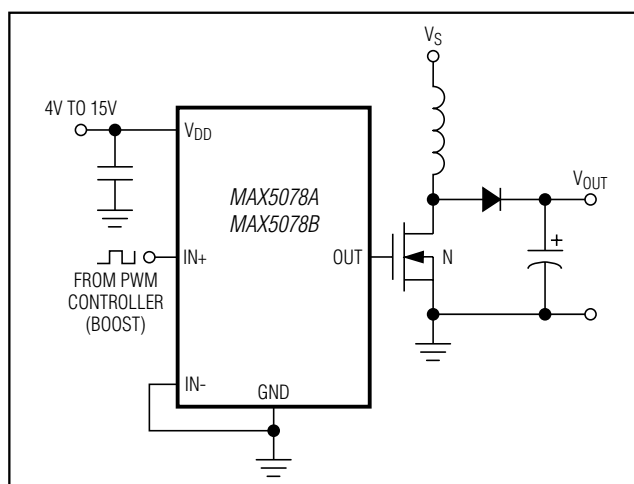 V_S
4V TO 15V
V_DD
MAX5078A
MAX5078B
V_OUT
+
IN+
OUT
N
FROM PWM
CONTROLLER
(BOOST)
IN-
GND